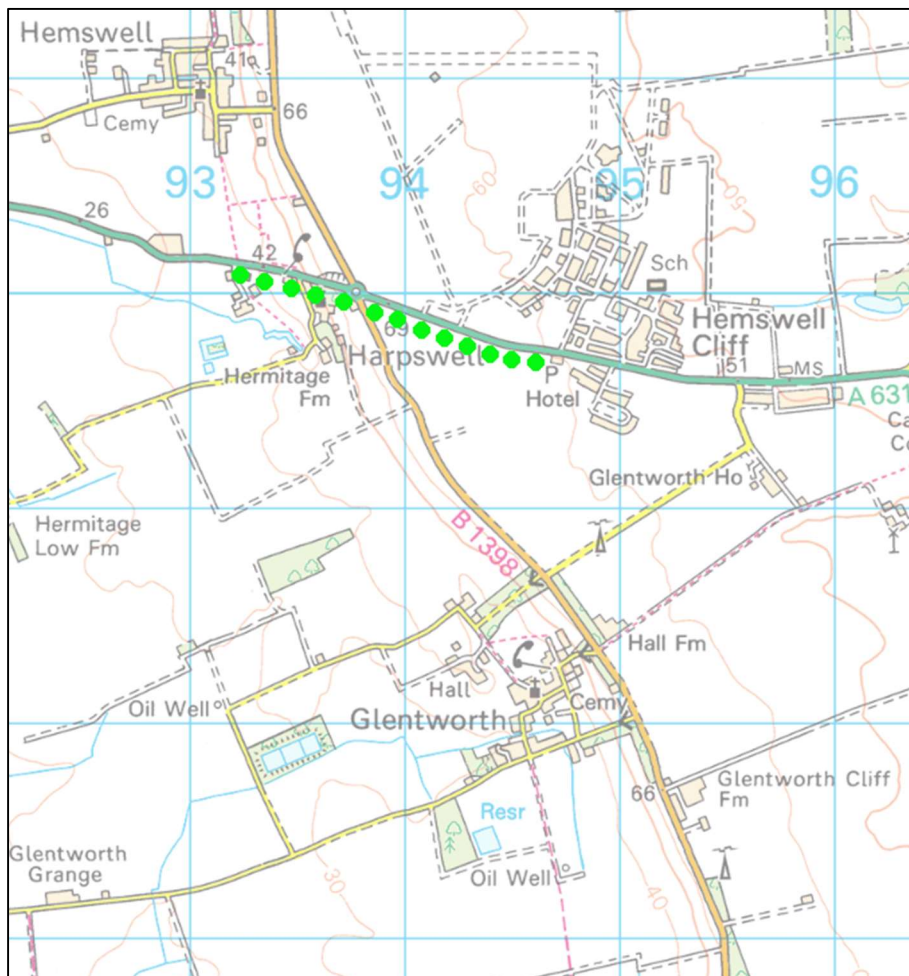 Hemswell
41
66
Cemy
93
94
95
96
60
50
26
42
Sch
Hemswell
Cliff
69
Harpswell
51
MS
P
A 631
Hermitage
Fm
Hotel
Ca
Co
Glentworth Ho
Hermitage
Low Fm
B 1398
Hall Fm
Hall
Oil Well
Cemy
Glentworth
66
Glentworth Cliff
Fm
Resr
Glentworth
Grange
30
Oil Well
40